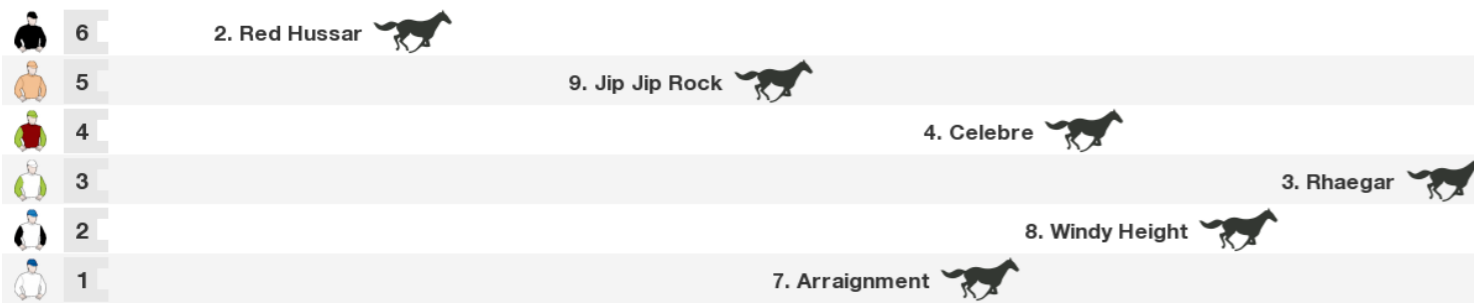 6 2. Red Hussar
5 9. Jip Jip Rock
4 4. Celebre
3 3. Rhaegar
2 8. Windy Height
1 7. Arraignment